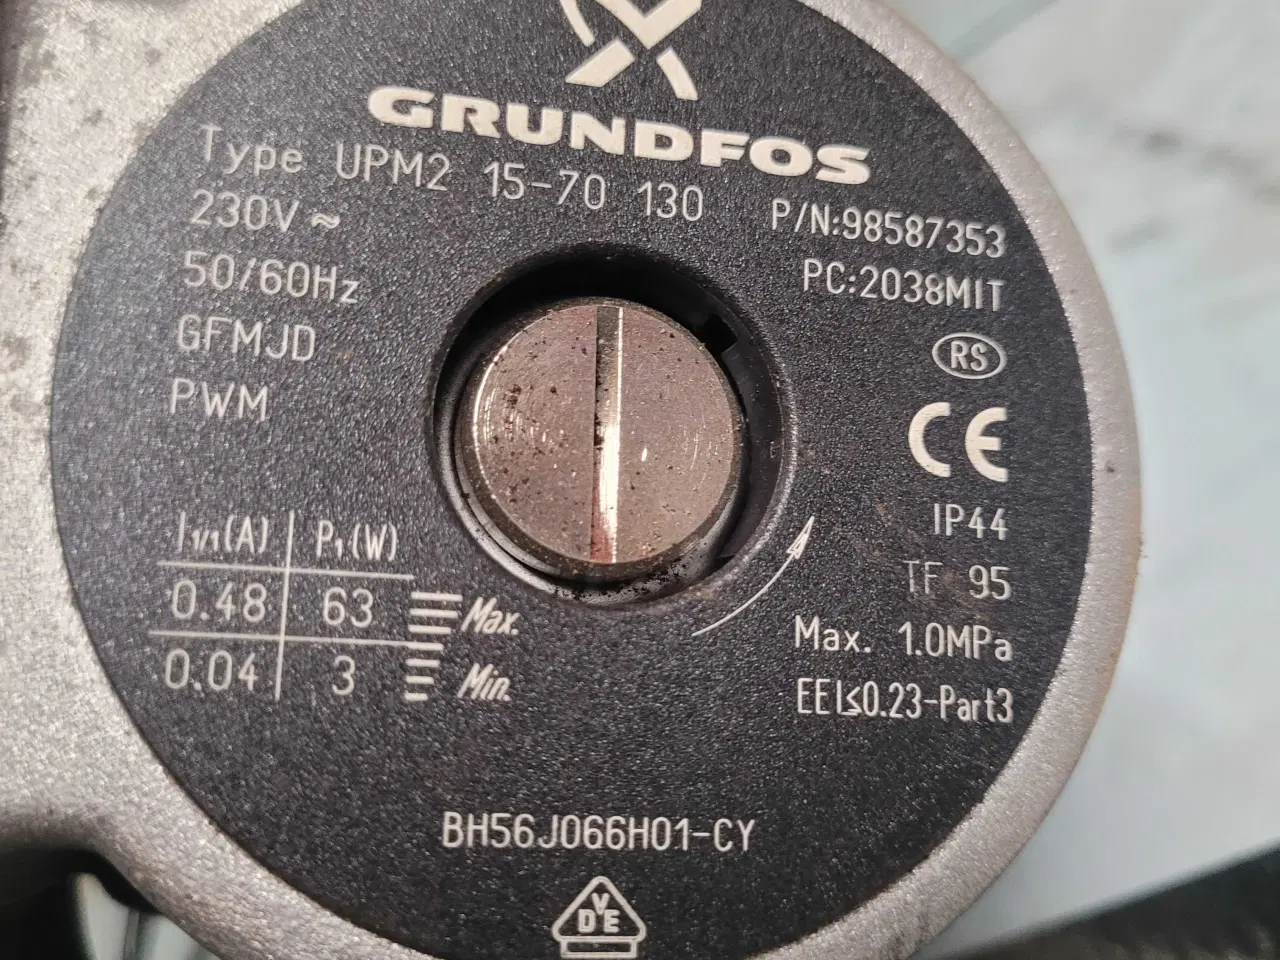 GRUNDFOS
Type UPM2 15-70 130
230V ≈
P/N:98587353
50/60Hz
PC:2038MIT
GFMJD
RS
PWM
CE
IP44
I1/1(A) P1(W)
TF 95
0.48 63 Max.
Max. 1.0MPa
0.04 3 Min.
EEI≤0.23-Part3
BH56J066H01-CY
VDE